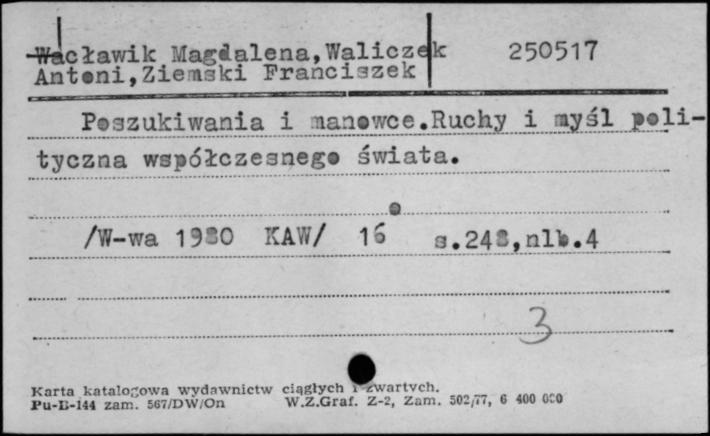 Wacławik Magdalena,Waliczek 250517
Antoni,Ziemski Franciszek
Poszukiwania i manowce.Ruchy i myśl poli-
tyczna współczesnego świata.
/W-wa 1980 KAW/ 16° s.248,nlb.4
3
Karta katalogowa wydawnictw ciągłych i zwartych.
Pu-B-144 zam. 567/DW/On W.Z.Graf. Z-2, Zam. 502/77, 6 400 000